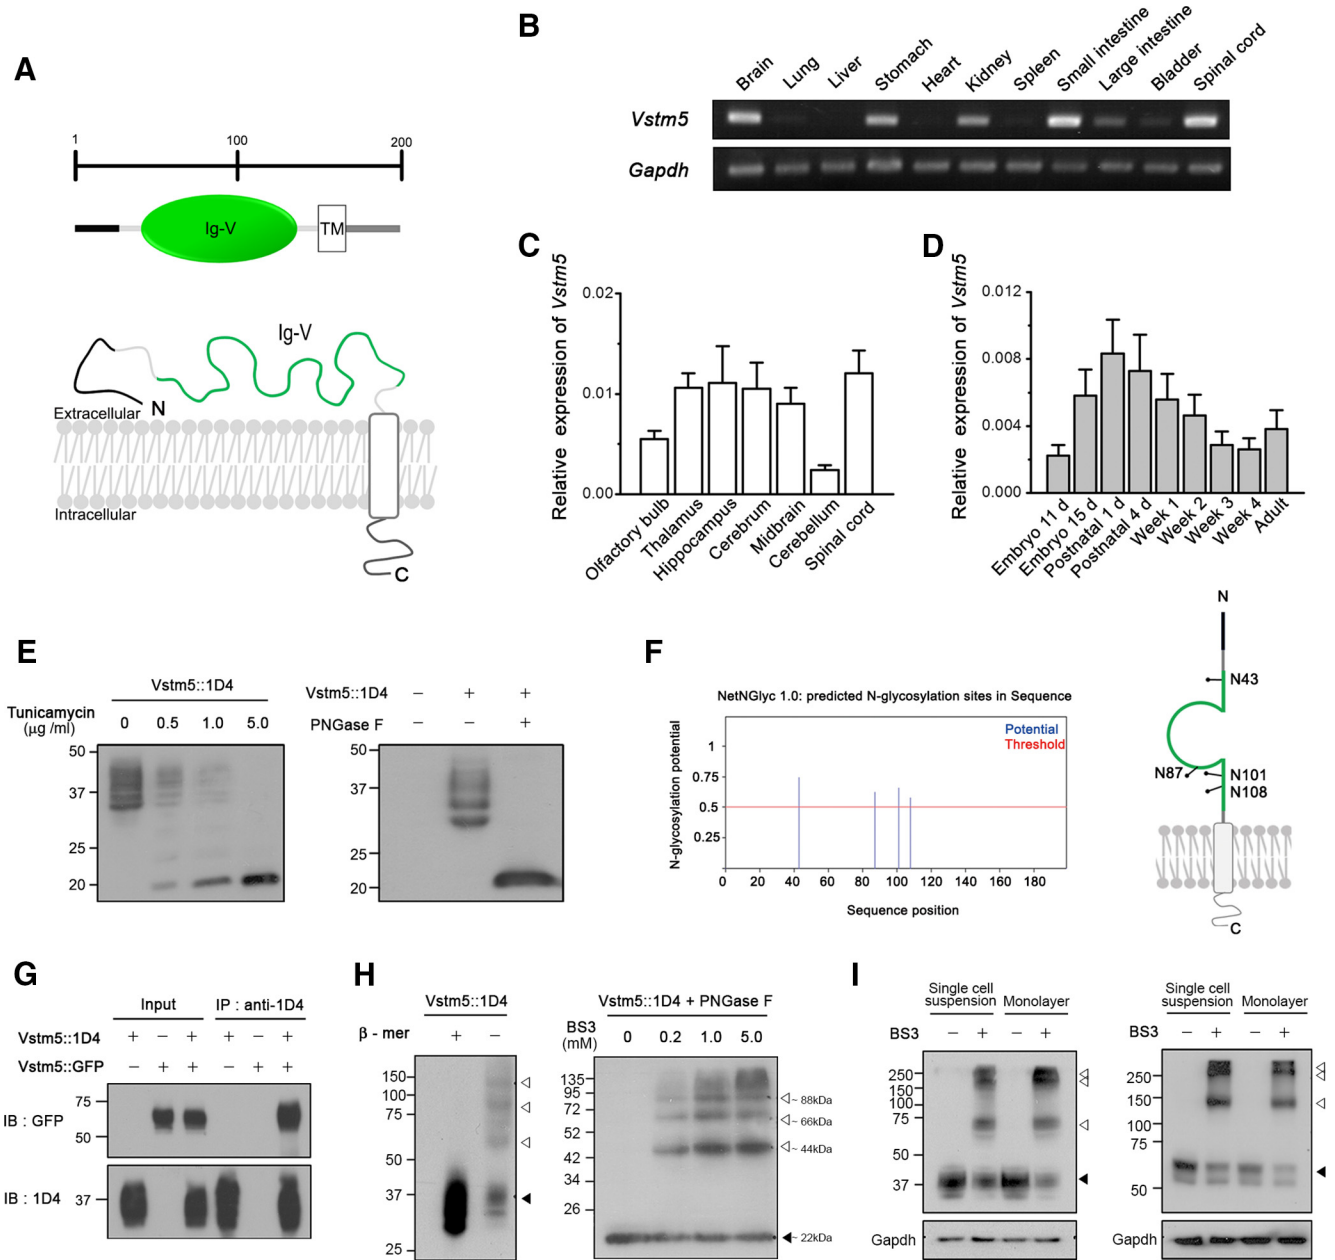 A
1 100 200
Ig-V TM
Ig-V
N
Extracellular
Intracellular
C
B
Brain Lung Liver Stomach Heart Kidney Spleen Small intestine Large intestine Bladder Spinal cord
Vstm5
Gapdh
C
Relative expression of Vstm5
0.02
0.01
0.00
Olfactory bulb Thalamus Hippocampus Cerebrum Midbrain Cerebellum Spinal cord
D
Relative expression of Vstm5
0.012
0.008
0.004
0.000
Embryo 11 d Embryo 15 d Postnatal 1 d Postnatal 4 d Week 1 Week 2 Week 3 Week 4 Adult
E
Vstm5::1D4
Tunicamycin
(µg /ml)
0 0.5 1.0 5.0
50
37
25
20
Vstm5::1D4 − + +
PNGase F − +
50
37
25
20
F
NetNGlyc 1.0: predicted N-glycosylation sites in Sequence
N-glycosylation potential
Potential
Threshold
1
0.75
0.5
0.25
0 20 40 60 80 100 120 140 160 180
Sequence position
N
N43
N87 N101
N108
C
G
Input IP : anti-1D4
Vstm5::1D4 + − + + − +
Vstm5::GFP − + + − + +
IB : GFP
75
50
IB : 1D4
37
H
Vstm5::1D4
β - mer + −
150
100
75
50
37
25
Vstm5::1D4 + PNGase F
BS3
(mM)
0 0.2 1.0 5.0
135
95
72
52
42
34
26
~ 88kDa
~ 66kDa
~ 44kDa
~ 22kDa
I
Single cell
suspension Monolayer
BS3 − + − +
250
150
100
75
50
37
Gapdh
Single cell
suspension Monolayer
BS3 − + − +
250
150
100
75
50
Gapdh